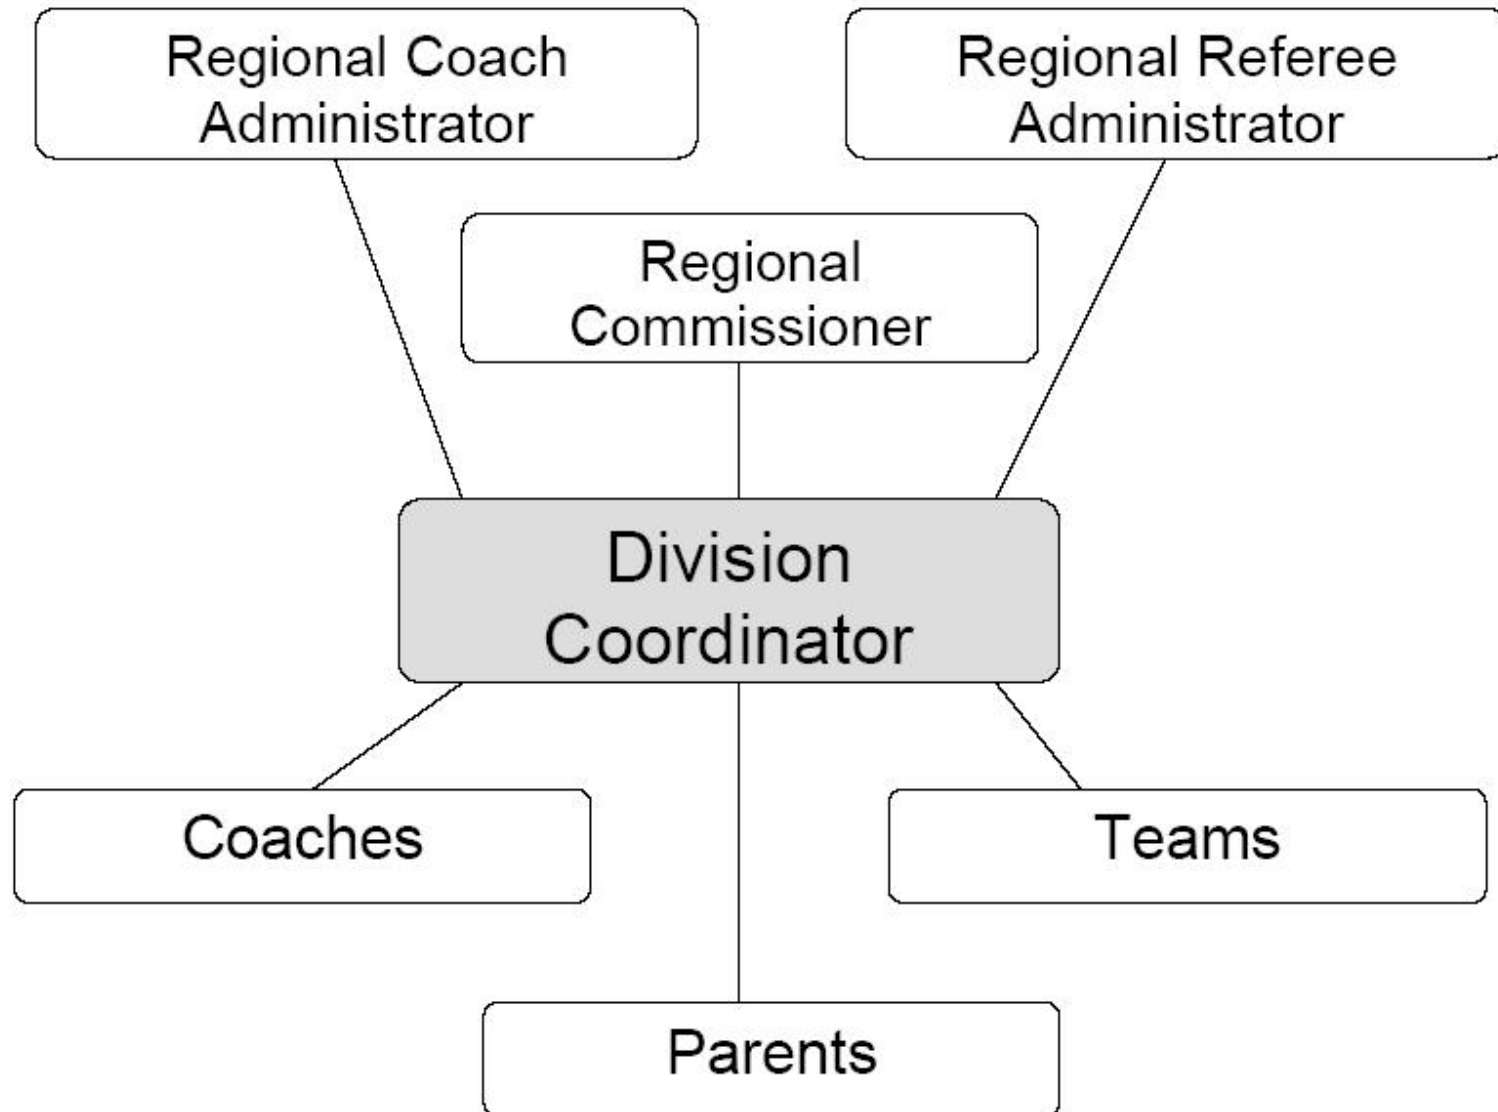 Regional Coach
Administrator
Regional Referee
Administrator
Regional
Commissioner
Division
Coordinator
Coaches
Teams
Parents